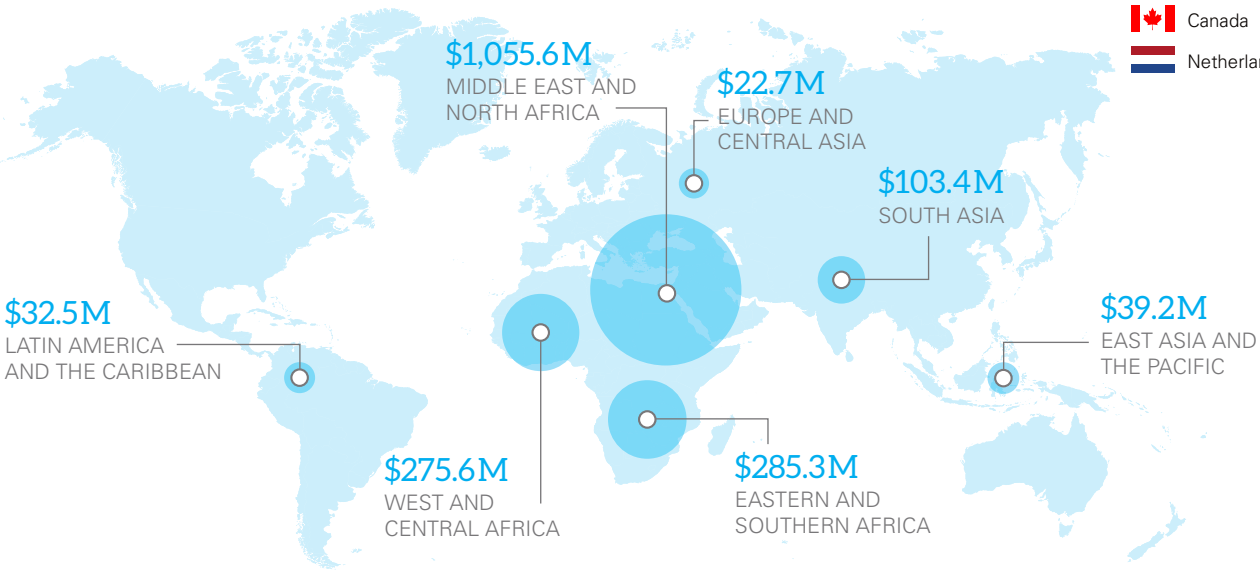 Canada
$1,055.6M
MIDDLE EAST AND
NORTH AFRICA
$22.7M
EUROPE AND
CENTRAL ASIA
$103.4M
SOUTH ASIA
$32.5M
LATIN AMERICA
AND THE CARIBBEAN
$39.2M
EAST ASIA AND
THE PACIFIC
$275.6M
WEST AND
CENTRAL AFRICA
$285.3M
EASTERN AND
SOUTHERN AFRICA